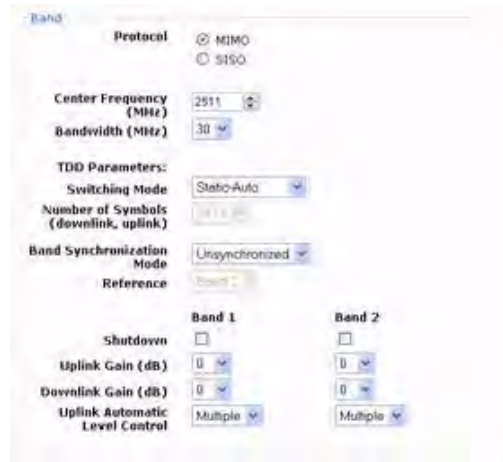 Band
Protocol
MIMO
SISO
Center Frequency
(MHz)
2511
Bandwidth (MHz)
30
TDD Parameters:
Switching Mode
Static-Auto
Number of Symbols
(downlink, uplink)
Band Synchronization
Mode
Unsynchronized
Reference
Band 1 Band 2
Shutdown
Uplink Gain (dB) 0 0
Downlink Gain (dB) 0 0
Uplink Automatic
Level Control
Multiple Multiple